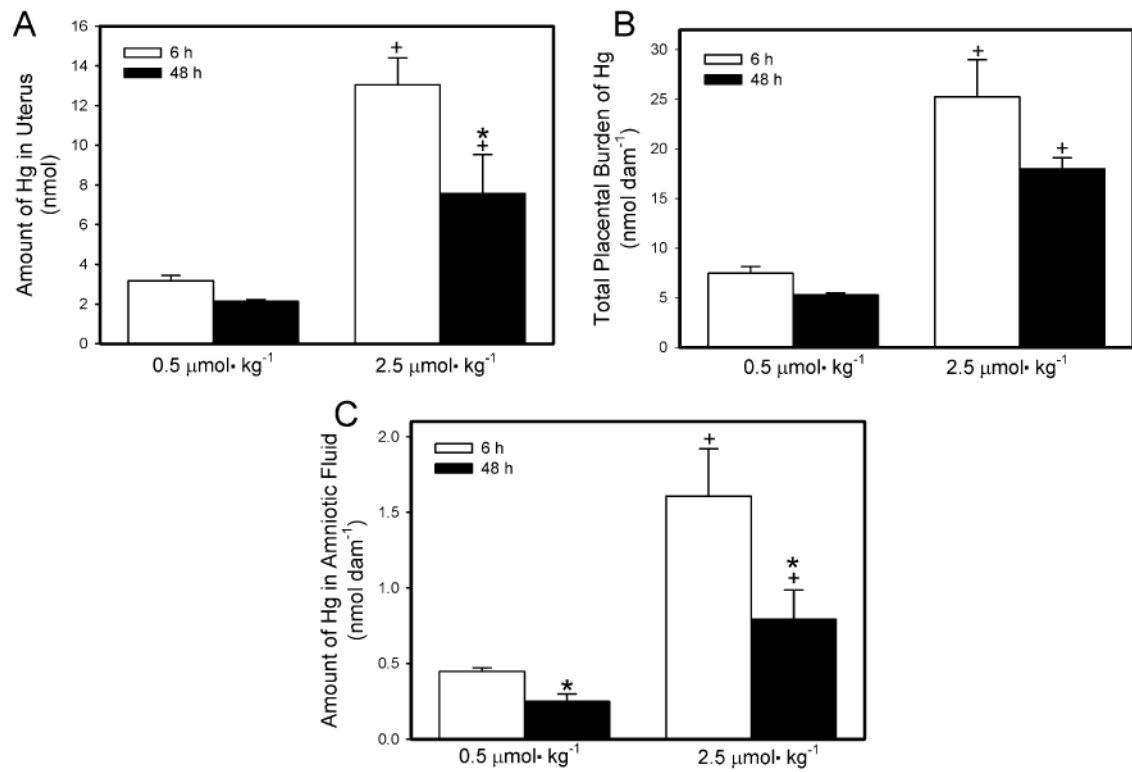 A
Amount of Hg in Uterus
(nmol)
16
14
12
10
8
6
4
2
0
6 h
48 h
+
*
+
0.5 μmol· kg⁻¹
2.5 μmol· kg⁻¹
B
Total Placental Burden of Hg
(nmol dam⁻¹)
30
25
20
15
10
5
0
6 h
48 h
+
+
0.5 μmol· kg⁻¹
2.5 μmol· kg⁻¹
C
Amount of Hg in Amniotic Fluid
(nmol dam⁻¹)
2.0
1.5
1.0
0.5
0.0
6 h
48 h
*
+
*
+
0.5 μmol· kg⁻¹
2.5 μmol· kg⁻¹